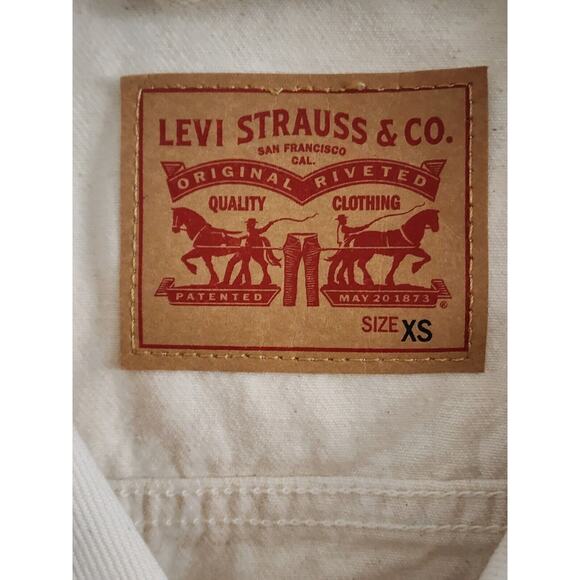 LEVI STRAUSS & CO.
SAN FRANCISCO
CAL.
ORIGINAL RIVETED
QUALITY CLOTHING
PATENTED MAY 20 1873 ®
SIZE XS